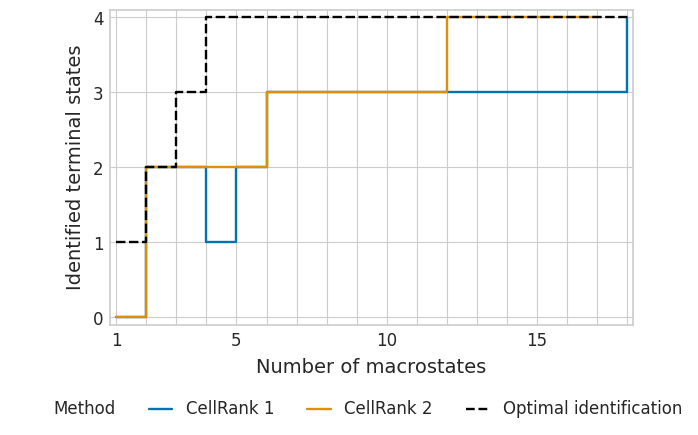 4
3
2
1
0
Identified terminal states
1 5 10 15
Number of macrostates
Method CellRank 1 CellRank 2 Optimal identification